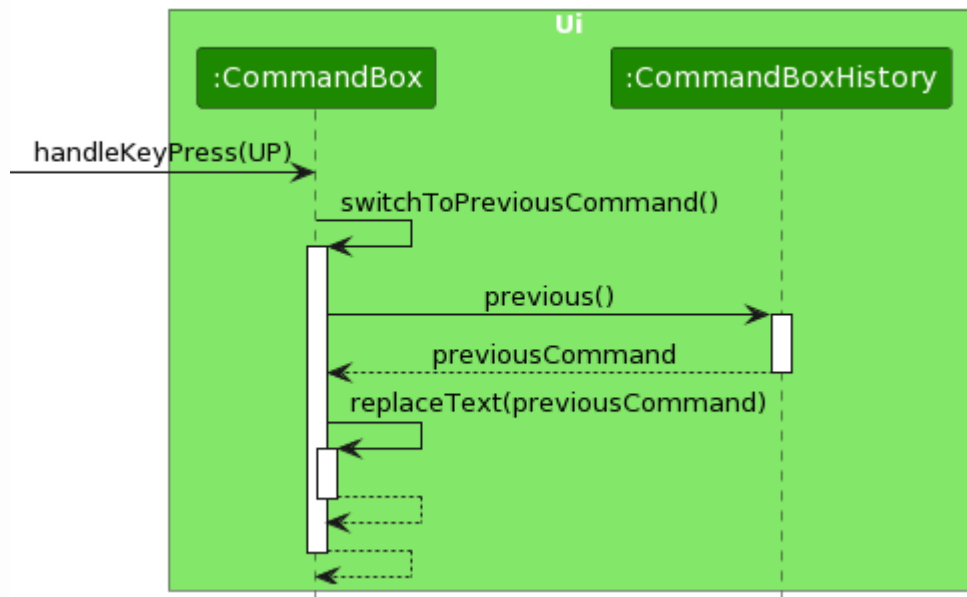 Ui
:CommandBox
:CommandBoxHistory
handleKeyPress(UP)
switchToPreviousCommand()
previous()
previousCommand
replaceText(previousCommand)